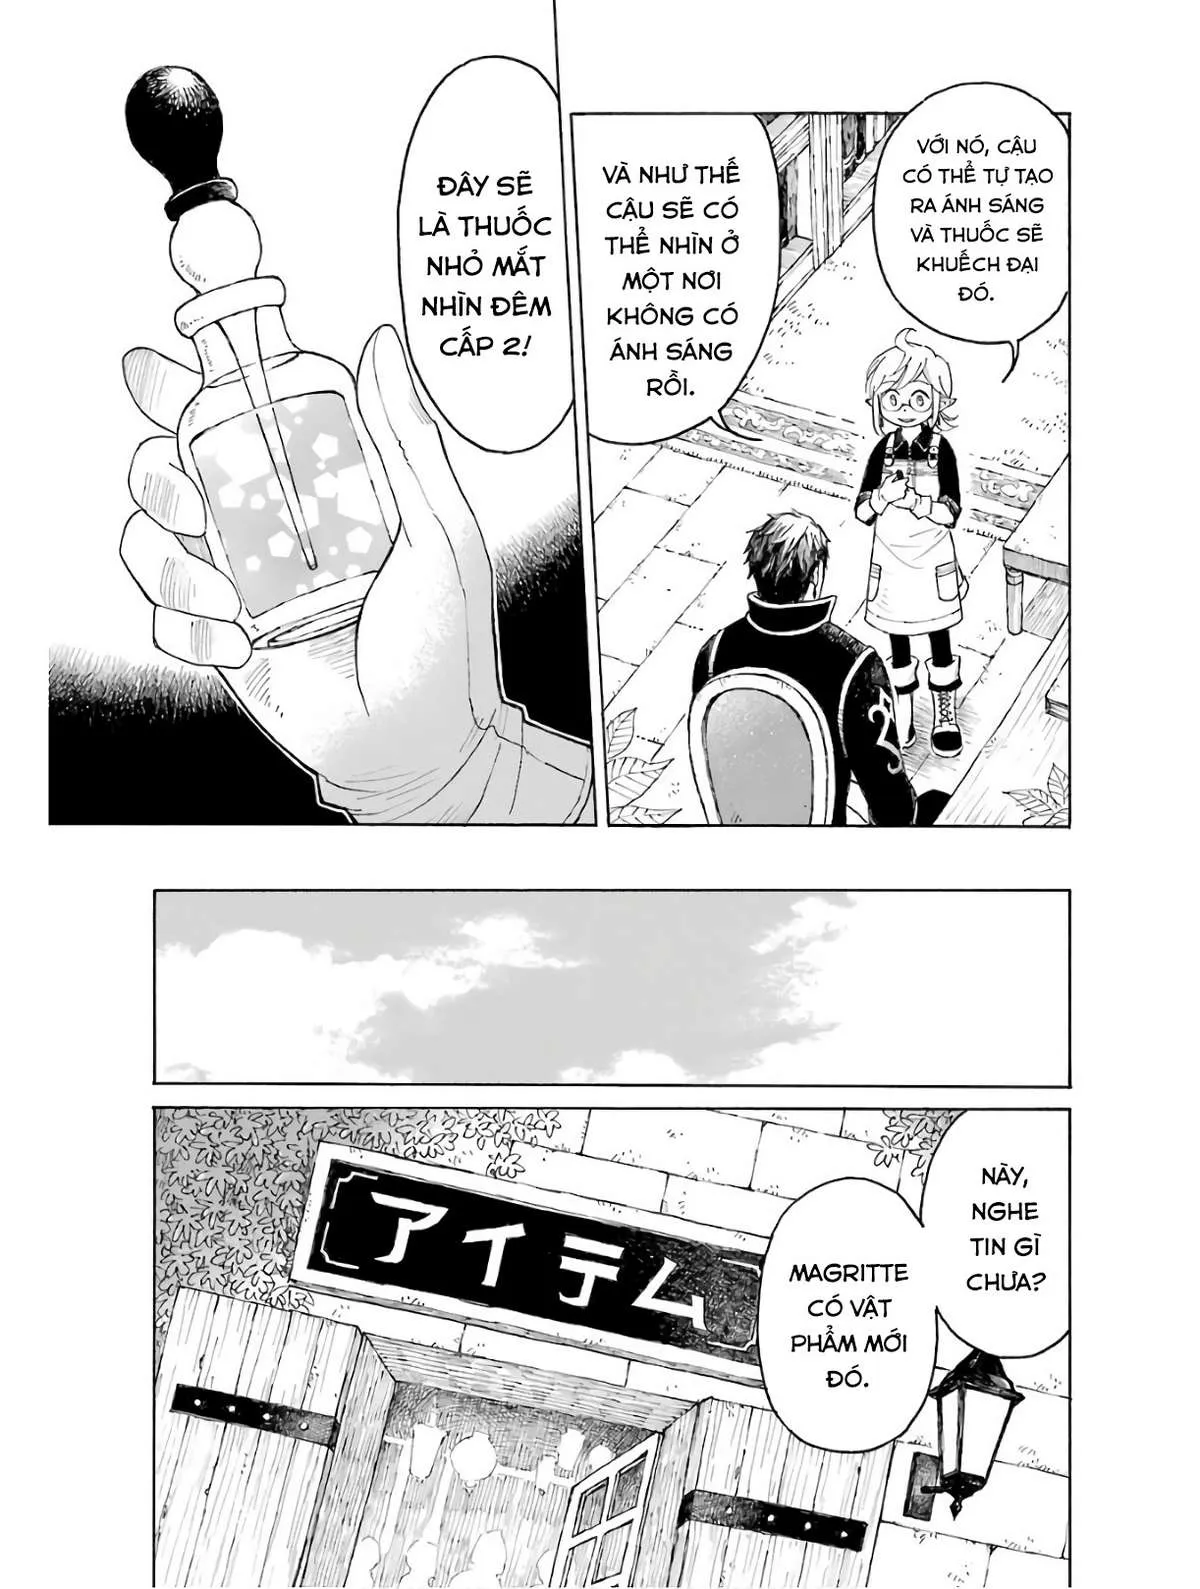 VỚI NÓ, CẬU
CÓ THỂ TỰ TẠO
RA ÁNH SÁNG
VÀ THUỐC SẼ
KHUẾCH ĐẠI
ĐÓ.
VÀ NHƯ THẾ
CẬU SẼ CÓ
THỂ NHÌN Ở
MỘT NƠI
KHÔNG CÓ
ÁNH SÁNG
RỒI.
ĐÂY SẼ
LÀ THUỐC
NHỎ MẮT
NHÌN ĐÊM
CẤP 2!
NÀY,
NGHE
TIN GÌ
CHƯA?
MAGRITTE
CÓ VẬT
PHẨM MỚI
ĐÓ.
アイテム